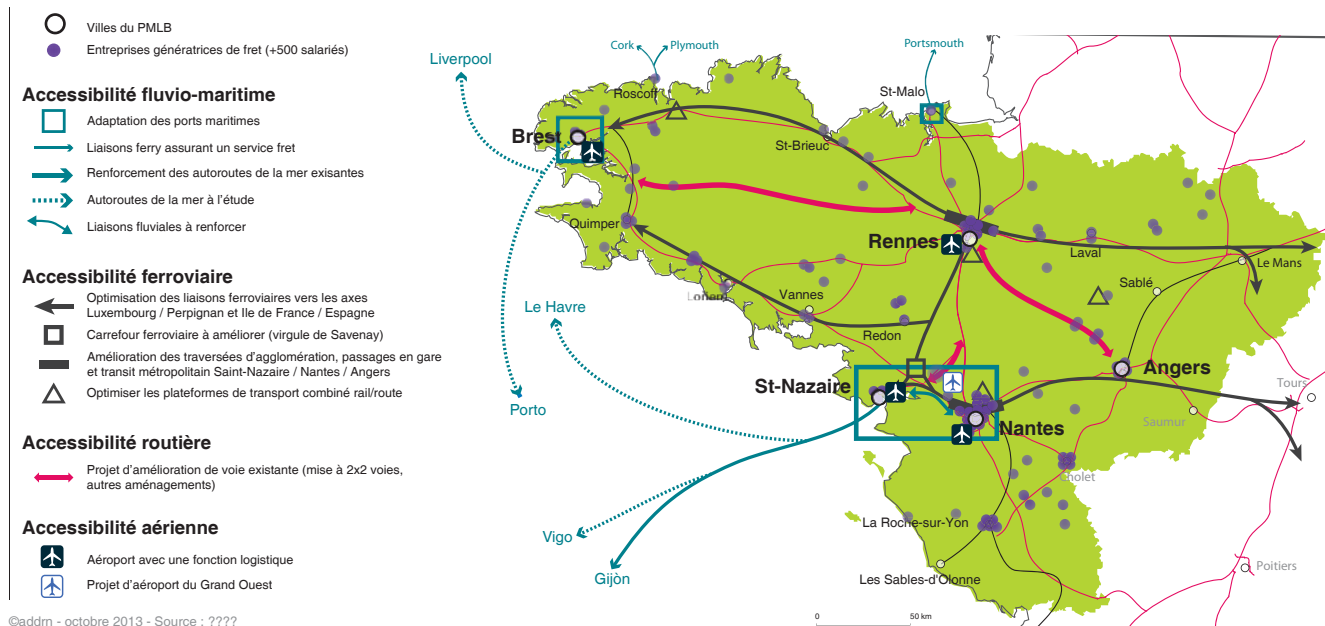 Villes du PMLB
Entreprises génératrices de fret (+500 salariés)
Accessibilité fluvio-maritime
Adaptation des ports maritimes
Liaisons ferry assurant un service fret
Renforcement des autoroutes de la mer exisantes
Autoroutes de la mer à l'étude
Liaisons fluviales à renforcer
Accessibilité ferroviaire
Optimisation des liaisons ferroviaires vers les axes
Luxembourg / Perpignan et Ile de France / Espagne
Carrefour ferroviaire à améliorer (virgule de Savenay)
Amélioration des traversées d'agglomération, passages en gare
et transit métropolitain Saint-Nazaire / Nantes / Angers
Optimiser les plateformes de transport combiné rail/route
Accessibilité routière
Projet d'amélioration de voie existante (mise à 2x2 voies,
autres aménagements)
Accessibilité aérienne
Aéroport avec une fonction logistique
Projet d'aéroport du Grand Ouest
©addrn - octobre 2013 - Source : ????
Cork
Plymouth
Portsmouth
Liverpool
Roscoff
St-Malo
Brest
St-Brieuc
Quimper
Rennes
Laval
Le Mans
Sablé
Lorient
Vannes
Le Havre
Redon
Angers
St-Nazaire
Tours
Porto
Nantes
Saumur
Cholet
La Roche-sur-Yon
Vigo
Gijòn
Les Sables-d'Olonne
Poitiers
0
50 km